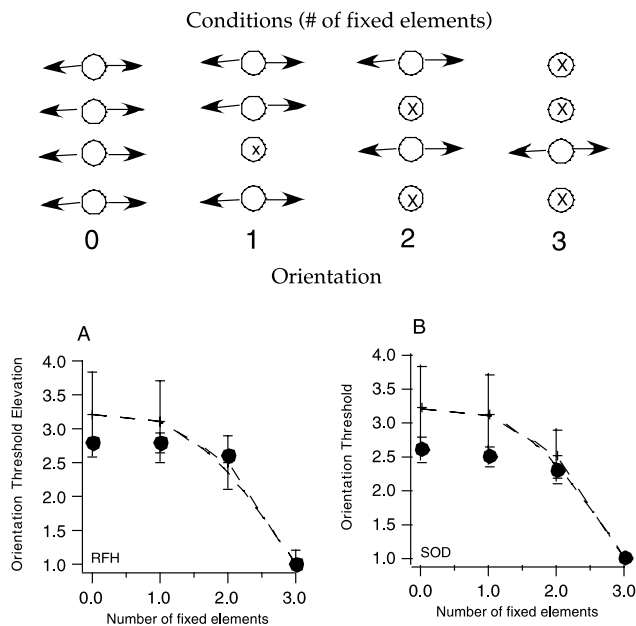 Conditions (# of fixed elements)
x X X
X
X X X
0 1 2 3
Orientation
A
Orientation Threshold Elevation
4.0
3.5
3.0
2.5
2.0
1.5
1.0
RFH
0.0 1.0 2.0 3.0
Number of fixed elements
B
Orientation Threshold
4.0
3.5
3.0
2.5
2.0
1.5
1.0
SOD
0.0 1.0 2.0 3.0
Number of fixed elements